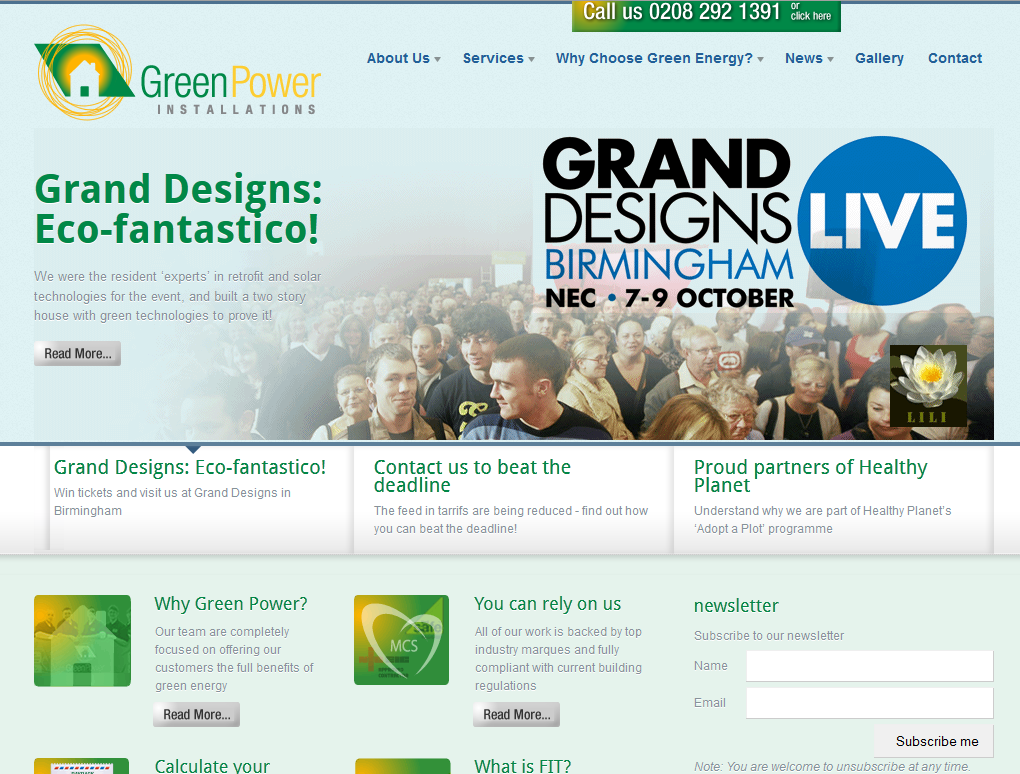 Call us 0208 292 1391 or click here
About Us Services Why Choose Green Energy? News Gallery Contact
GreenPower
INSTALLATIONS
Grand Designs:
Eco-fantastico!
We were the resident ‘experts’ in retrofit and solar
technologies for the event, and built a two story
house with green technologies to prove it!
Read More...
GRAND
DESIGNS
BIRMINGHAM
NEC • 7-9 OCTOBER
LIVE
LILI
Grand Designs: Eco-fantastico!
Win tickets and visit us at Grand Designs in
Birmingham
Contact us to beat the
deadline
The feed in tarrifs are being reduced - find out how
you can beat the deadline!
Proud partners of Healthy
Planet
Understand why we are part of Healthy Planet’s
‘Adopt a Plot’ programme
Why Green Power?
Our team are completely
focused on offering our
customers the full benefits of
green energy
Read More...
Safe
MCS
You can rely on us
All of our work is backed by top
industry marques and fully
compliant with current building
regulations
Read More...
newsletter
Subscribe to our newsletter
Name
Email
Subscribe me
Note: You are welcome to unsubscribe at any time.
Calculate your
What is FIT?